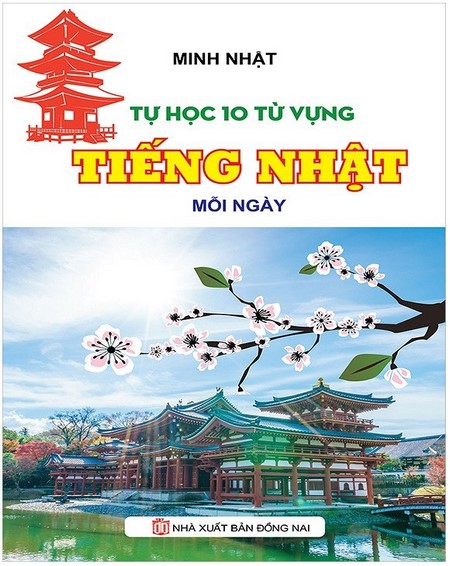 MINH NHẬT
TỰ HỌC 10 TỪ VỰNG
TIẾNG NHẬT
MỖI NGÀY
NHÀ XUẤT BẢN ĐỒNG NAI